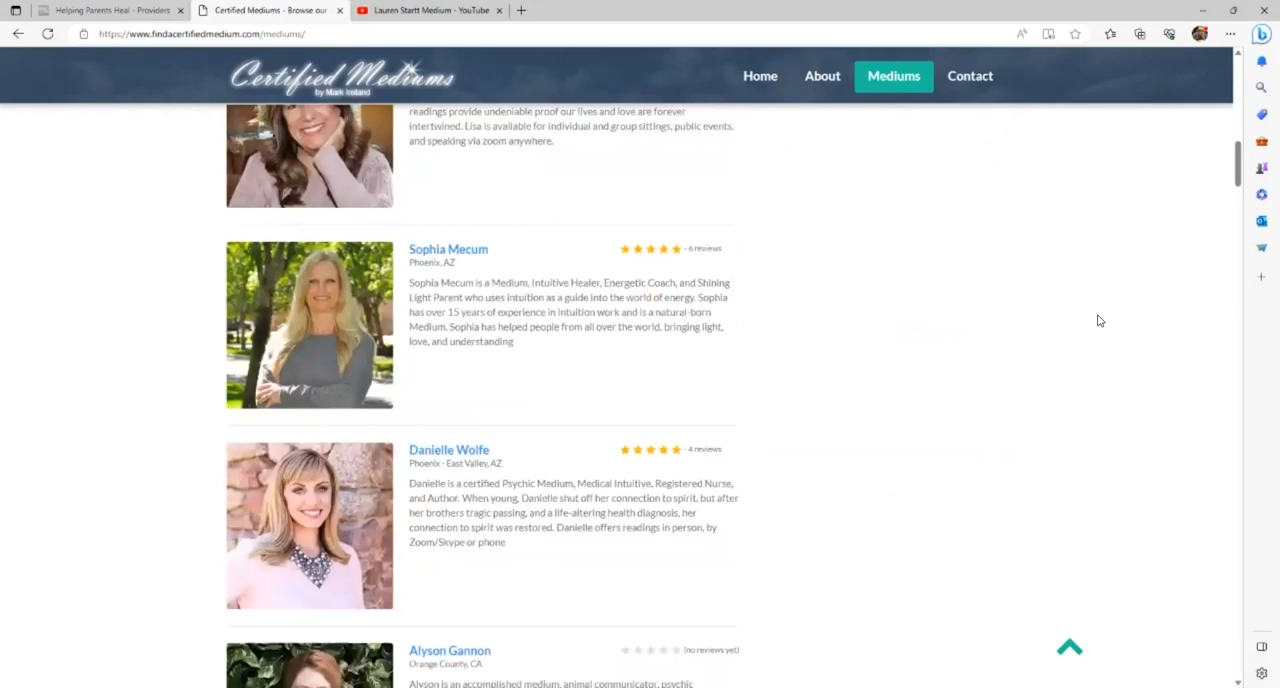 Helping Parents Heal - Providers
Certified Mediums - Browse our
Lauren Startt Medium - YouTube
https://www.findacertifiedmedium.com/mediums/
Certified Mediums
by Mark Ireland
Home
About
Mediums
Contact
readings provide undeniable proof our lives and love are forever
intertwined. Lisa is available for individual and group sittings, public events,
and speaking via zoom anywhere.
Sophia Mecum
- 6 reviews
Phoenix, AZ
Sophia Mecum is a Medium, Intuitive Healer, Energetic Coach, and Shining
Light Parent who uses intuition as a guide into the world of energy. Sophia
has over 15 years of experience in intuition work and is a natural-born
Medium. Sophia has helped people from all over the world, bringing light,
love, and understanding
Danielle Wolfe
- 4 reviews
Phoenix - East Valley, AZ
Danielle is a certified Psychic Medium, Medical Intuitive, Registered Nurse,
and Author. When young, Danielle shut off her connection to spirit, but after
her brothers tragic passing, and a life-altering health diagnosis, her
connection to spirit was restored. Danielle offers readings in person, by
Zoom/Skype or phone
Alyson Gannon
(no reviews yet)
Orange County, CA
Alyson is an accomplished medium, animal communicator, psychic